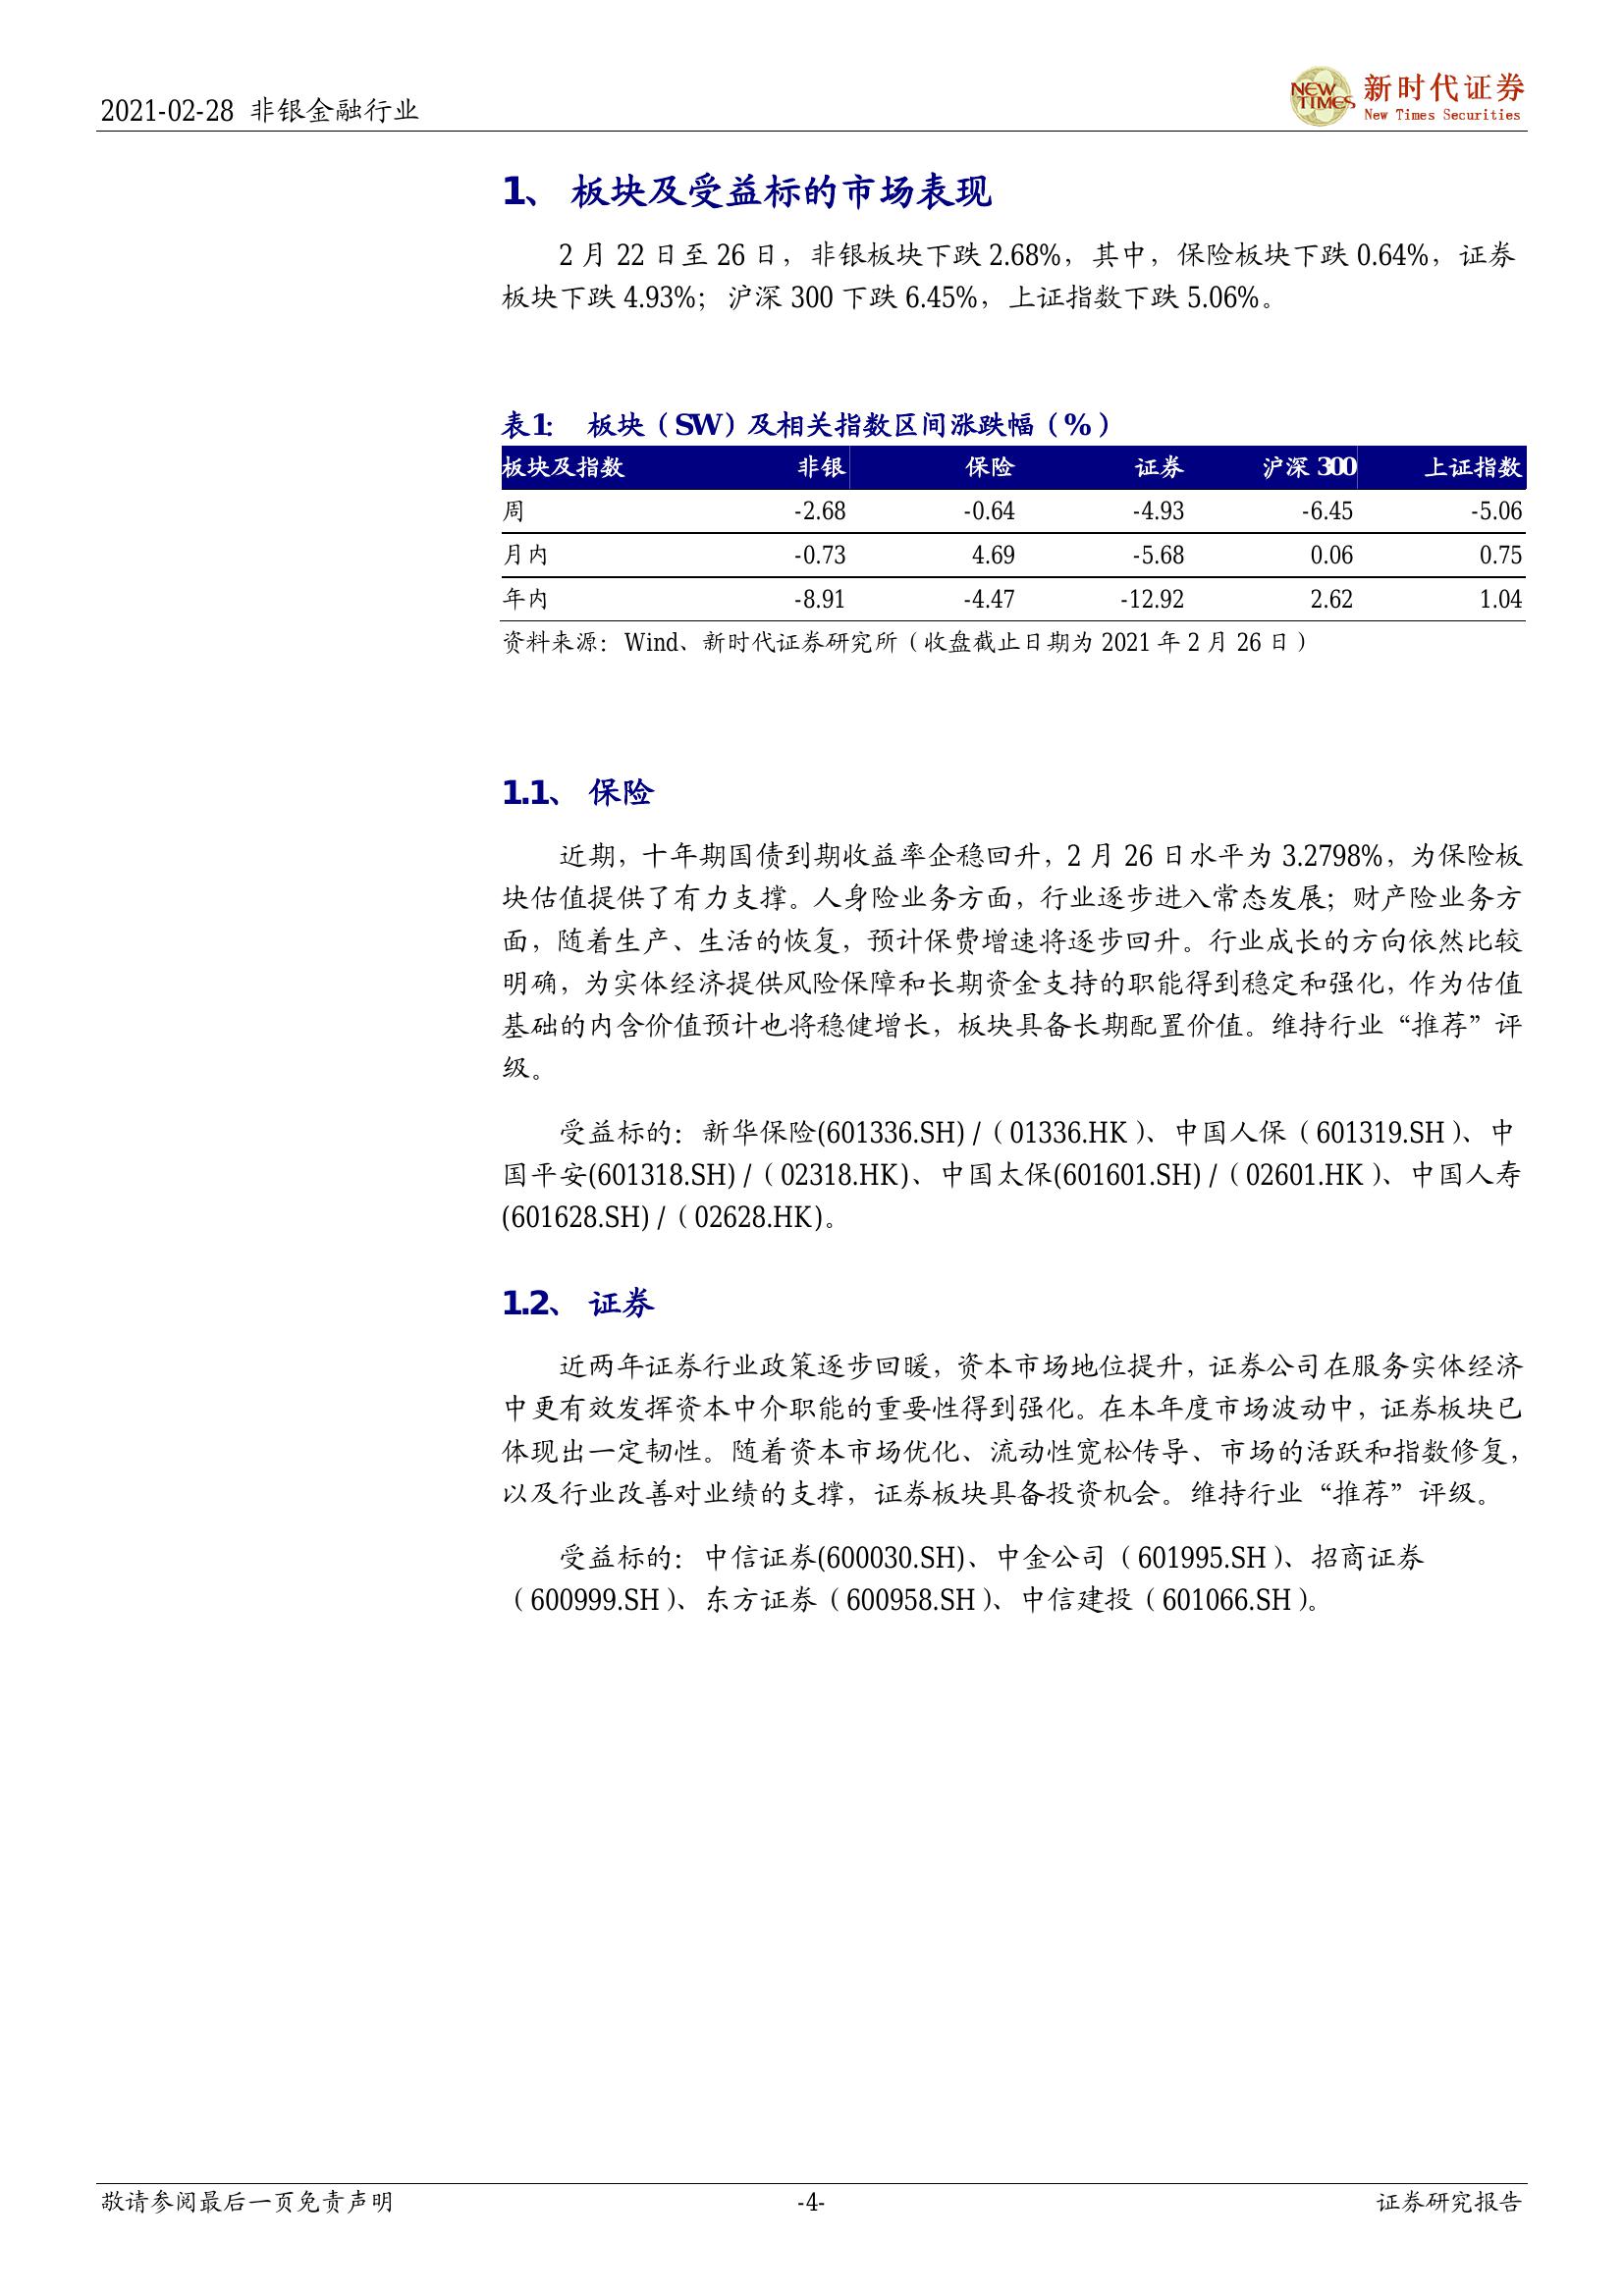 2021-02-28 非银金融行业
NEW TIMES 新时代证券
New Times Securities
1、 板块及受益标的市场表现
2 月 22 日至 26 日，非银板块下跌 2.68%，其中，保险板块下跌 0.64%，证券
板块下跌 4.93%；沪深 300 下跌 6.45%，上证指数下跌 5.06%。
表1： 板块（SW）及相关指数区间涨跌幅（%）
板块及指数 非银 保险 证券 沪深 300 上证指数
周 -2.68 -0.64 -4.93 -6.45 -5.06
月内 -0.73 4.69 -5.68 0.06 0.75
年内 -8.91 -4.47 -12.92 2.62 1.04
资料来源：Wind、新时代证券研究所（收盘截止日期为 2021 年 2 月 26 日）
1.1、 保险
近期，十年期国债到期收益率企稳回升，2 月 26 日水平为 3.2798%，为保险板
块估值提供了有力支撑。人身险业务方面，行业逐步进入常态发展；财产险业务方
面，随着生产、生活的恢复，预计保费增速将逐步回升。行业成长的方向依然比较
明确，为实体经济提供风险保障和长期资金支持的职能得到稳定和强化，作为估值
基础的内含价值预计也将稳健增长，板块具备长期配置价值。维持行业“推荐”评
级。
受益标的：新华保险(601336.SH) /（01336.HK）、中国人保（601319.SH）、中
国平安(601318.SH) /（02318.HK)、中国太保(601601.SH) /（02601.HK）、中国人寿
(601628.SH) /（02628.HK)。
1.2、 证券
近两年证券行业政策逐步回暖，资本市场地位提升，证券公司在服务实体经济
中更有效发挥资本中介职能的重要性得到强化。在本年度市场波动中，证券板块已
体现出一定韧性。随着资本市场优化、流动性宽松传导、市场的活跃和指数修复，
以及行业改善对业绩的支撑，证券板块具备投资机会。维持行业“推荐”评级。
受益标的：中信证券(600030.SH)、中金公司（601995.SH）、招商证券
（600999.SH）、东方证券（600958.SH）、中信建投（601066.SH）。
敬请参阅最后一页免责声明 -4- 证券研究报告